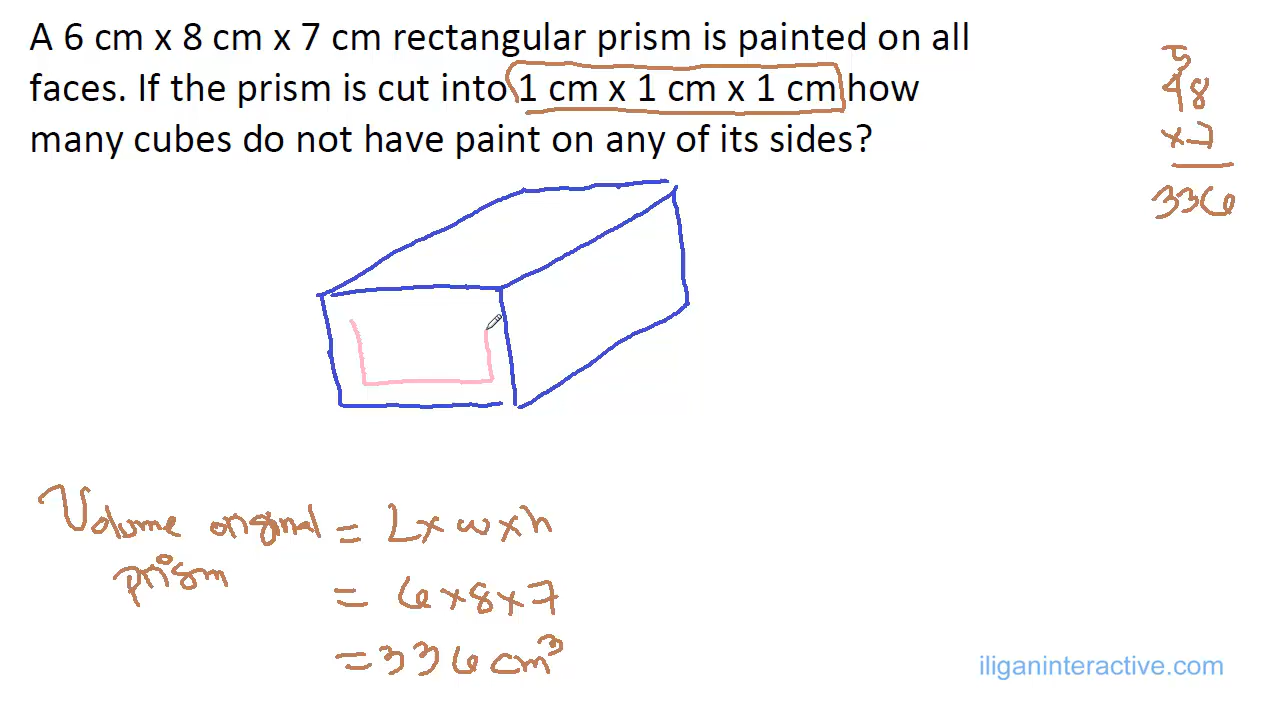 A 6 cm x 8 cm x 7 cm rectangular prism is painted on all
faces. If the prism is cut into 1 cm x 1 cm x 1 cm how
many cubes do not have paint on any of its sides?
5
48
x7
336
Volume original = L x w x h
prism
= 6 x 8 x 7
= 336 cm³
iliganinteractive.com